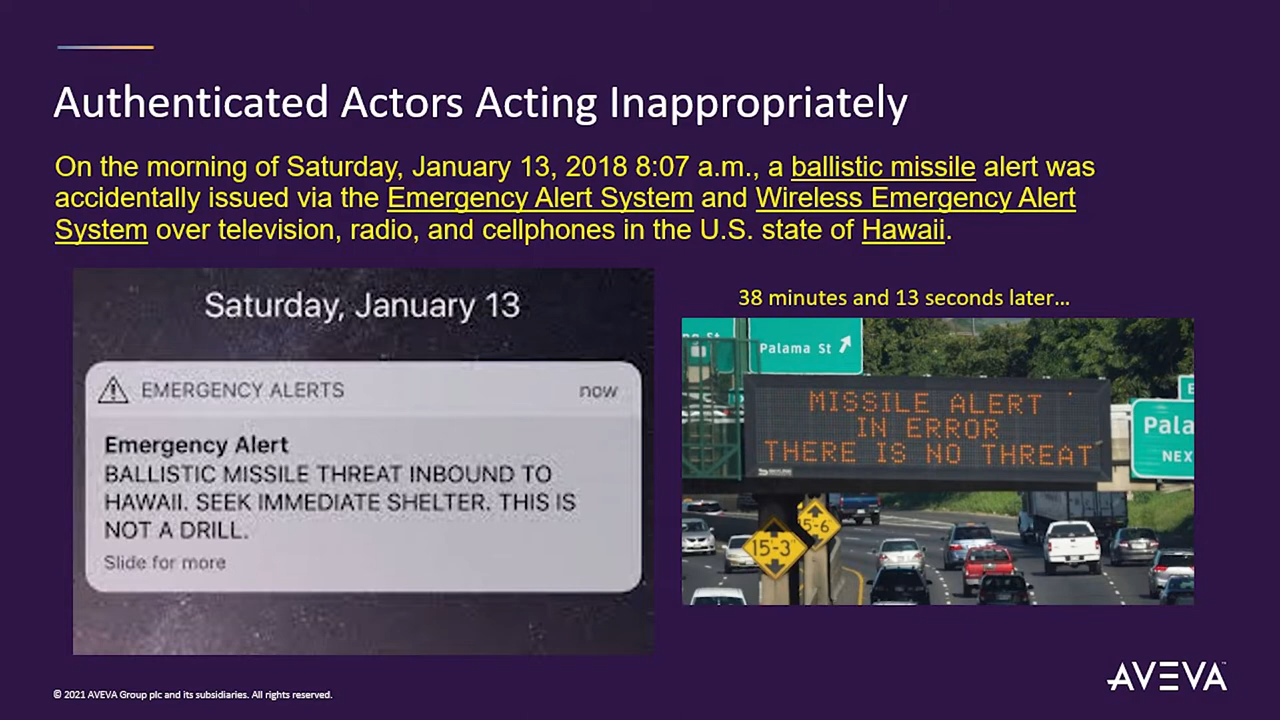 Authenticated Actors Acting Inappropriately
On the morning of Saturday, January 13, 2018 8:07 a.m., a ballistic missile alert was
accidentally issued via the Emergency Alert System and Wireless Emergency Alert
System over television, radio, and cellphones in the U.S. state of Hawaii.
Saturday, January 13
EMERGENCY ALERTS now
Emergency Alert
BALLISTIC MISSILE THREAT INBOUND TO
HAWAII. SEEK IMMEDIATE SHELTER. THIS IS
NOT A DRILL.
Slide for more
38 minutes and 13 seconds later...
St
Palama St
MISSILE ALERT
IN ERROR
THERE IS NO THREAT
Pala
NEX
15'-3"
15'-6
AVEVA
© 2021 AVEVA Group plc and its subsidiaries. All rights reserved.